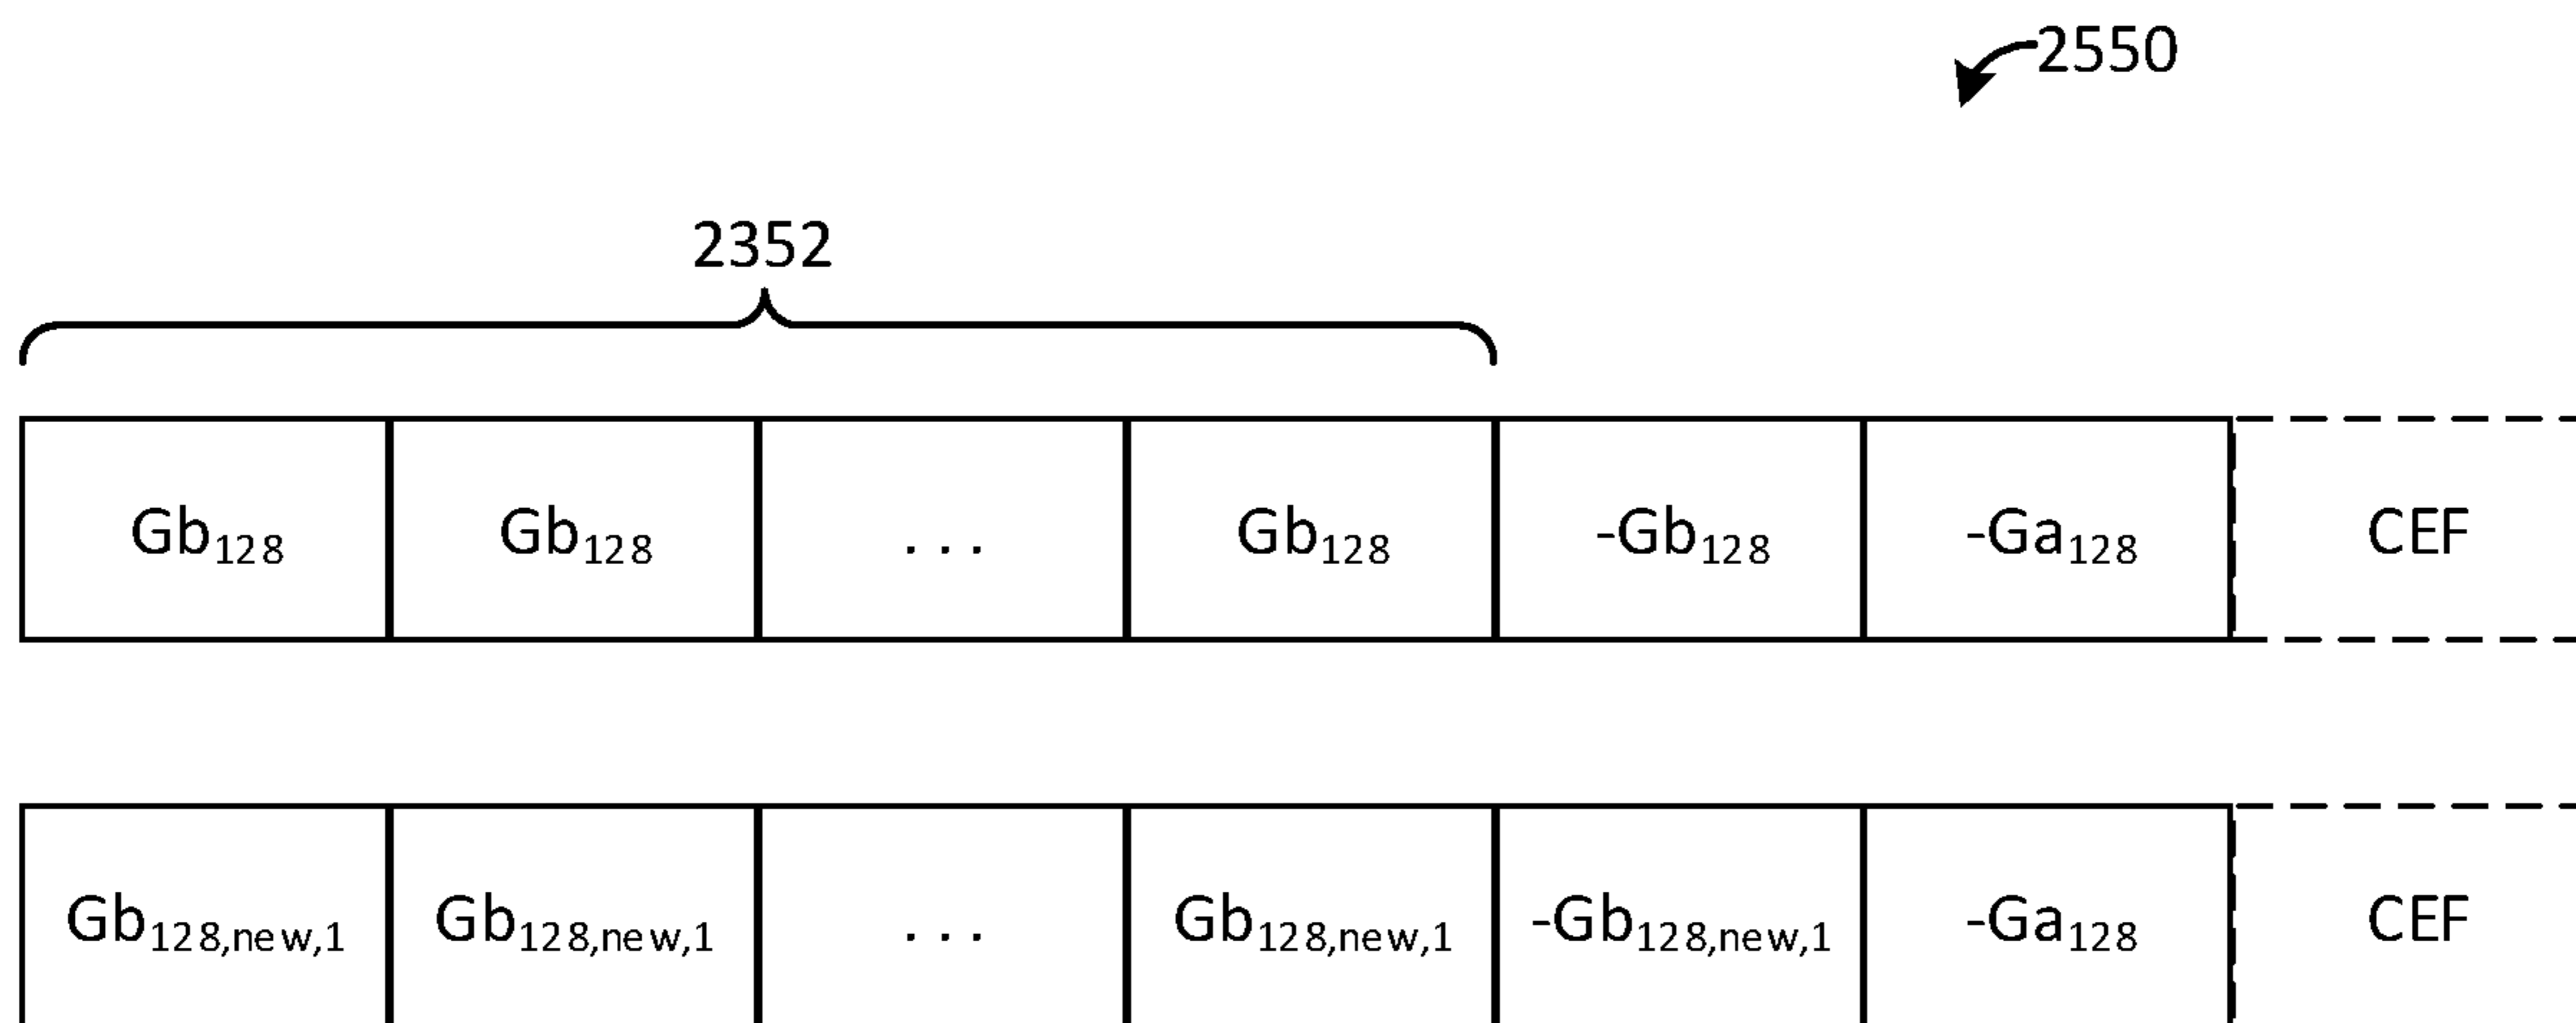 2550
2352
Gb128 Gb128 . . . Gb128 -Gb128 -Ga128 CEF
Gb128,new,1 Gb128,new,1 . . . Gb128,new,1 -Gb128,new,1 -Ga128 CEF